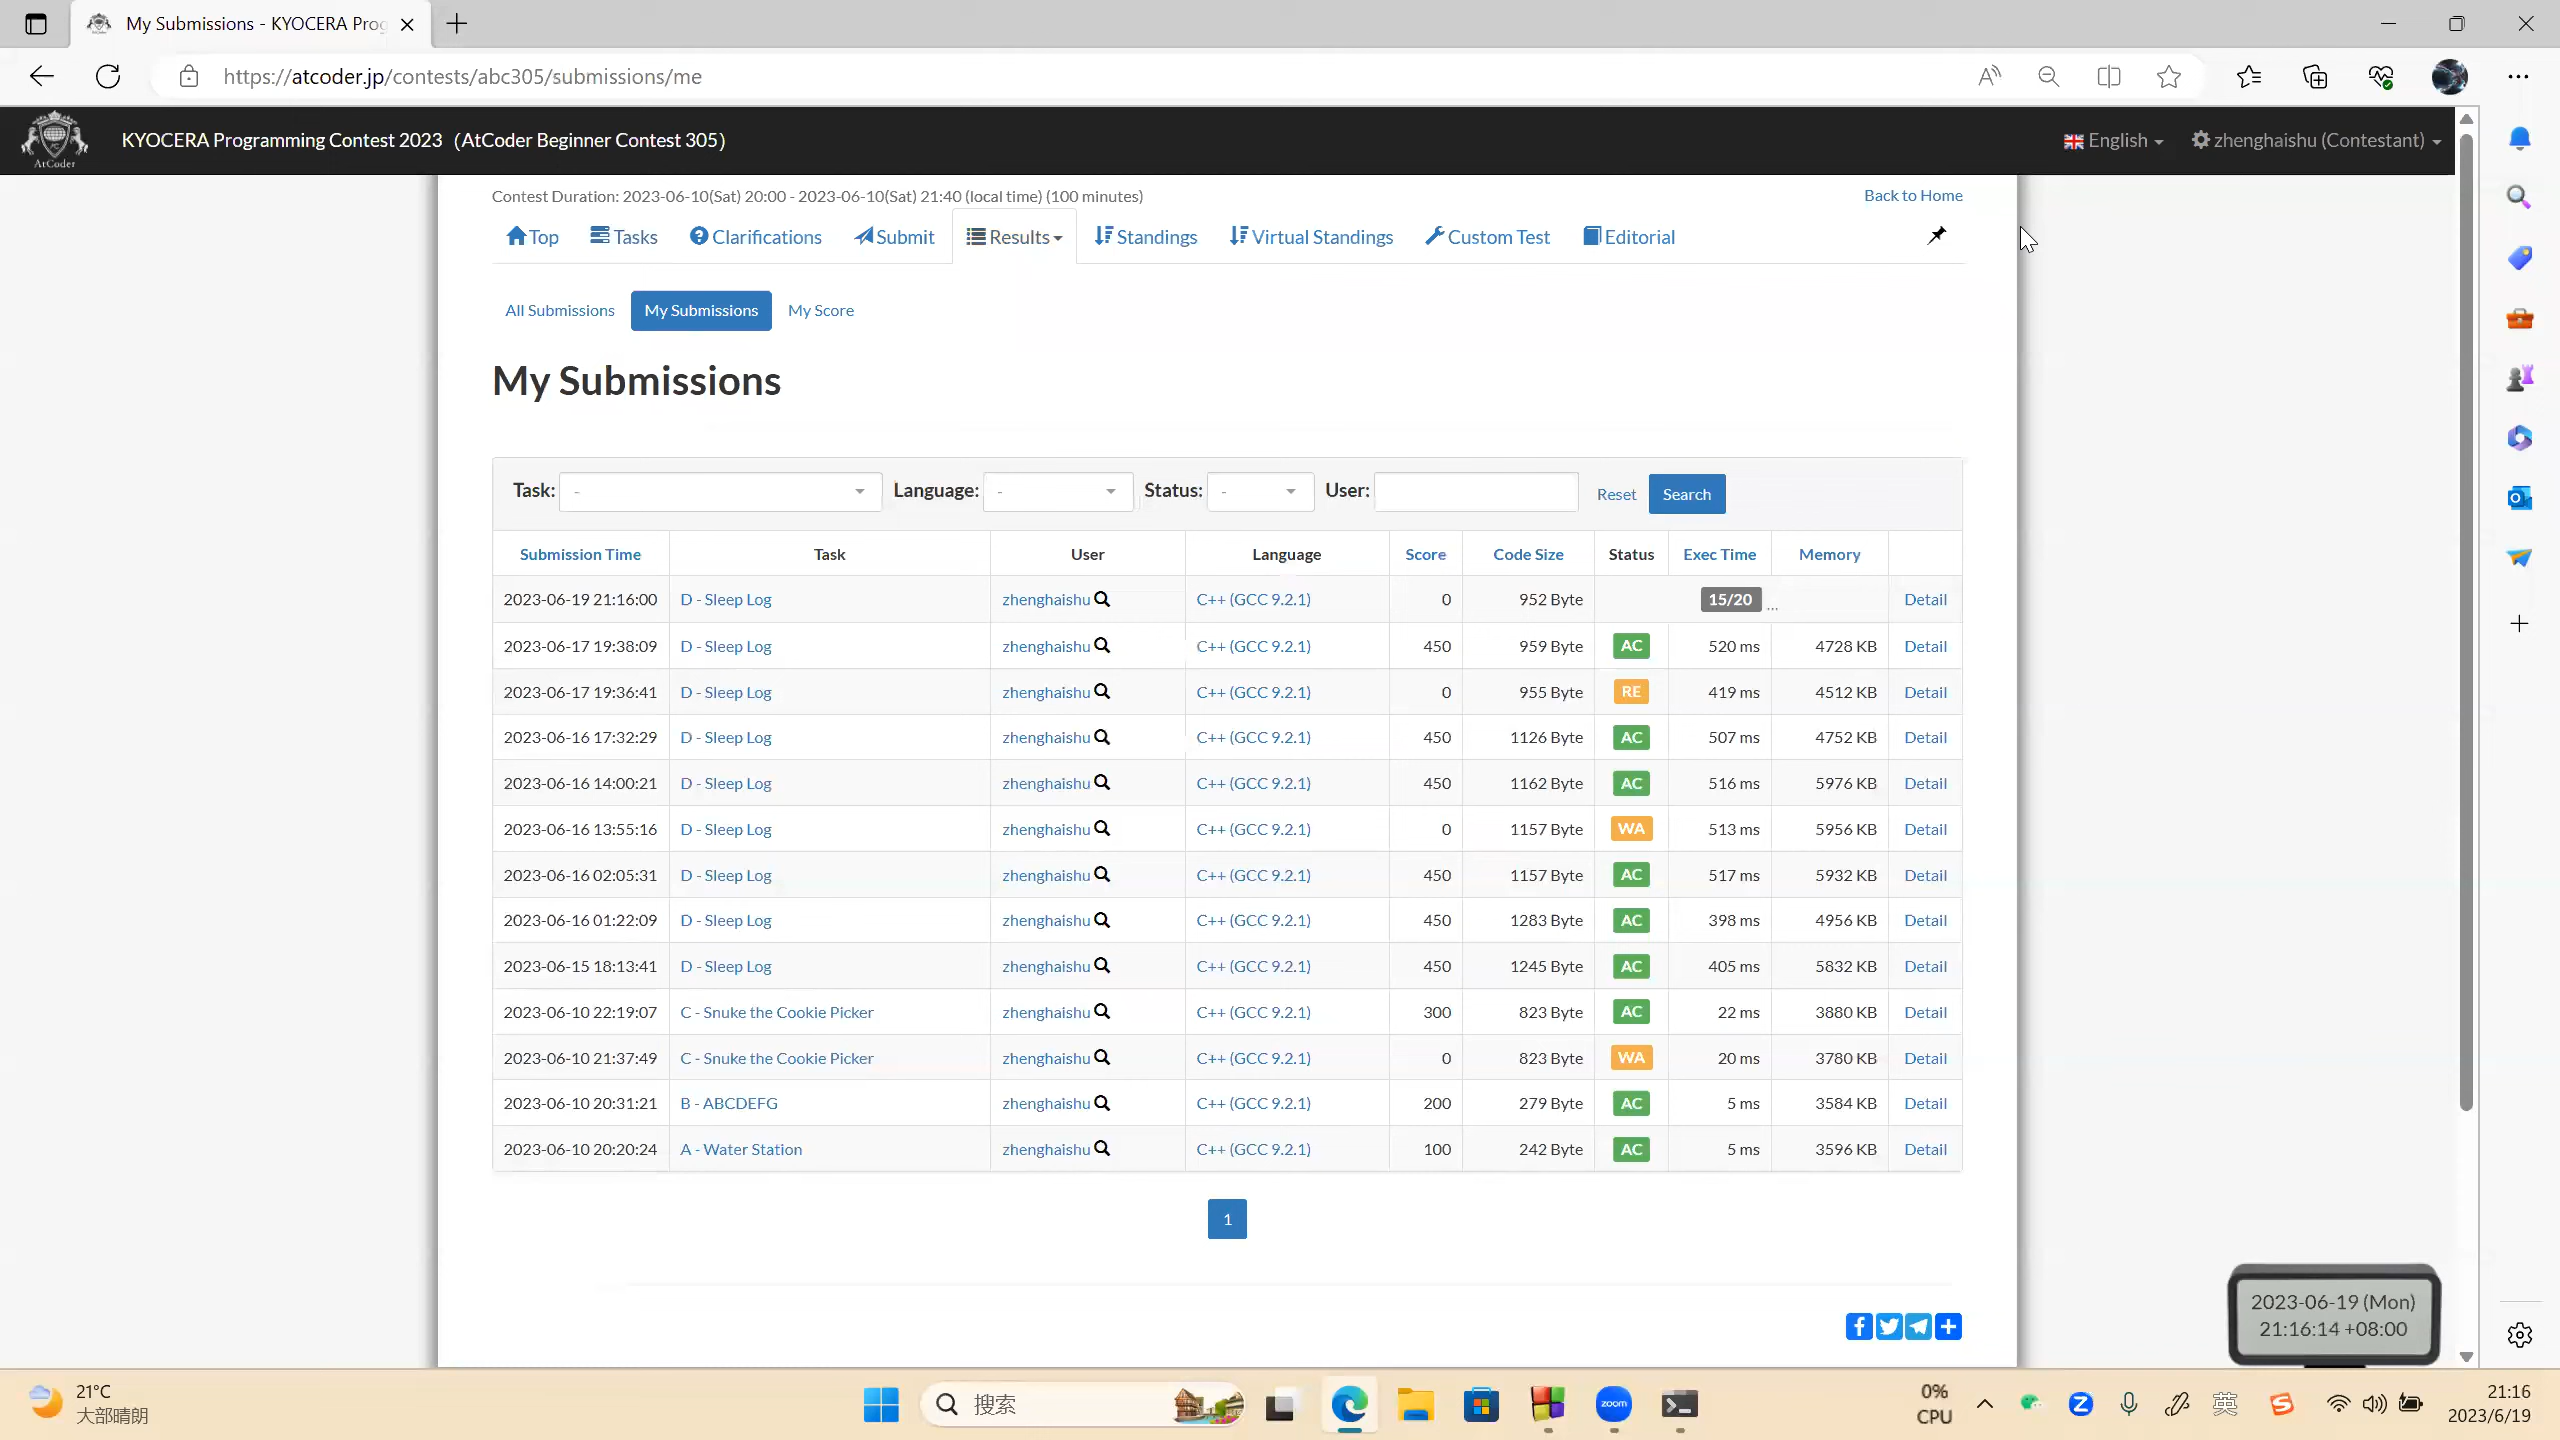 My Submissions - KYOCERA Prog
https://atcoder.jp/contests/abc305/submissions/me
AtCoder
KYOCERA Programming Contest 2023（AtCoder Beginner Contest 305）
English
zhenghaishu (Contestant)
Contest Duration: 2023-06-10(Sat) 20:00 - 2023-06-10(Sat) 21:40 (local time) (100 minutes)
Back to Home
Top Tasks Clarifications Submit Results Standings Virtual Standings Custom Test Editorial
All Submissions My Submissions My Score
My Submissions
Task: - Language: - Status: - User: Reset Search
Submission Time Task User Language Score Code Size Status Exec Time Memory
2023-06-19 21:16:00 D - Sleep Log zhenghaishu C++ (GCC 9.2.1) 0 952 Byte 15/20 ... Detail
2023-06-17 19:38:09 D - Sleep Log zhenghaishu C++ (GCC 9.2.1) 450 959 Byte AC 520 ms 4728 KB Detail
2023-06-17 19:36:41 D - Sleep Log zhenghaishu C++ (GCC 9.2.1) 0 955 Byte RE 419 ms 4512 KB Detail
2023-06-16 17:32:29 D - Sleep Log zhenghaishu C++ (GCC 9.2.1) 450 1126 Byte AC 507 ms 4752 KB Detail
2023-06-16 14:00:21 D - Sleep Log zhenghaishu C++ (GCC 9.2.1) 450 1162 Byte AC 516 ms 5976 KB Detail
2023-06-16 13:55:16 D - Sleep Log zhenghaishu C++ (GCC 9.2.1) 0 1157 Byte WA 513 ms 5956 KB Detail
2023-06-16 02:05:31 D - Sleep Log zhenghaishu C++ (GCC 9.2.1) 450 1157 Byte AC 517 ms 5932 KB Detail
2023-06-16 01:22:09 D - Sleep Log zhenghaishu C++ (GCC 9.2.1) 450 1283 Byte AC 398 ms 4956 KB Detail
2023-06-15 18:13:41 D - Sleep Log zhenghaishu C++ (GCC 9.2.1) 450 1245 Byte AC 405 ms 5832 KB Detail
2023-06-10 22:19:07 C - Snuke the Cookie Picker zhenghaishu C++ (GCC 9.2.1) 300 823 Byte AC 22 ms 3880 KB Detail
2023-06-10 21:37:49 C - Snuke the Cookie Picker zhenghaishu C++ (GCC 9.2.1) 0 823 Byte WA 20 ms 3780 KB Detail
2023-06-10 20:31:21 B - ABCDEFG zhenghaishu C++ (GCC 9.2.1) 200 279 Byte AC 5 ms 3584 KB Detail
2023-06-10 20:20:24 A - Water Station zhenghaishu C++ (GCC 9.2.1) 100 242 Byte AC 5 ms 3596 KB Detail
1
2023-06-19 (Mon)
21:16:14 +08:00
21°C
大部晴朗
搜索
zoom
0%
CPU
英
21:16
2023/6/19